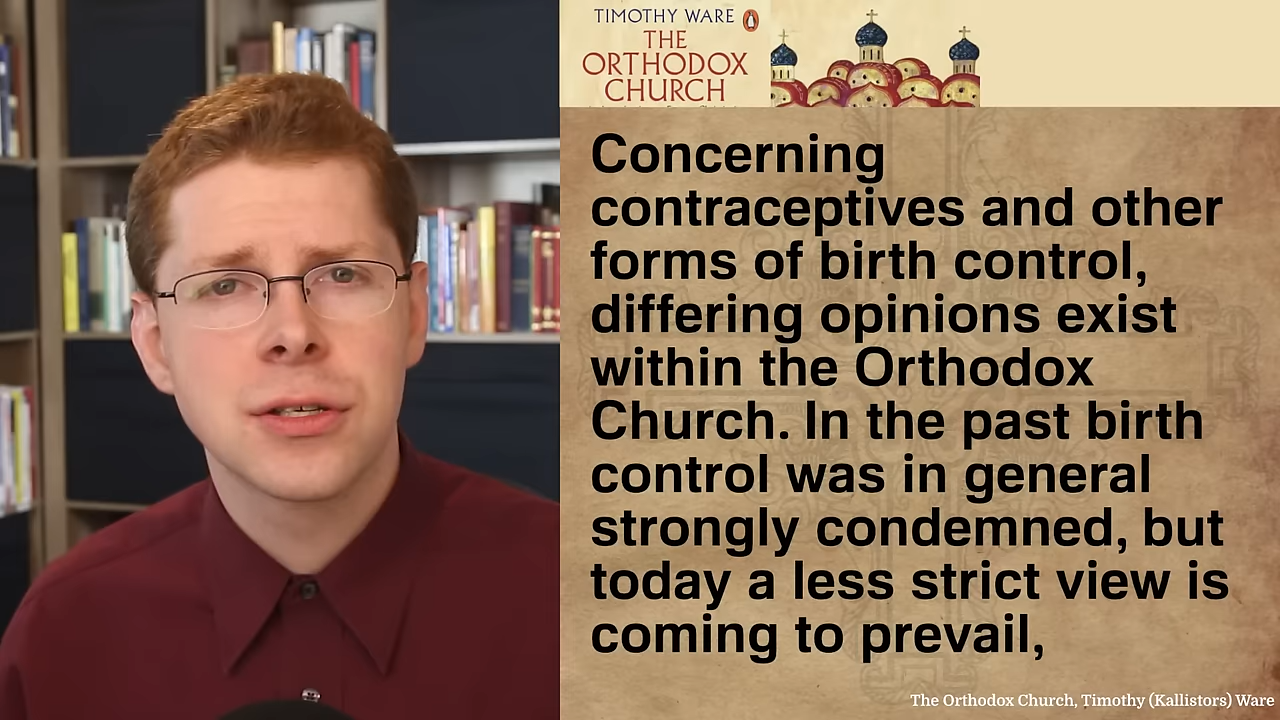 TIMOTHY WARE
THE
ORTHODOX
CHURCH
Concerning
contraceptives and other
forms of birth control,
differing opinions exist
within the Orthodox
Church. In the past birth
control was in general
strongly condemned, but
today a less strict view is
coming to prevail,
The Orthodox Church, Timothy (Kallistors) Ware